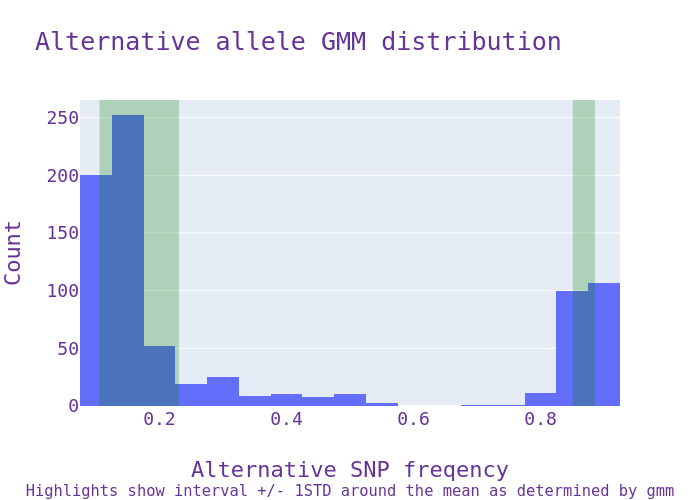 Alternative allele GMM distribution
Count
250
200
150
100
50
0
0.2 0.4 0.6 0.8
Alternative SNP freqency
Highlights show interval +/- 1STD around the mean as determined by gmm